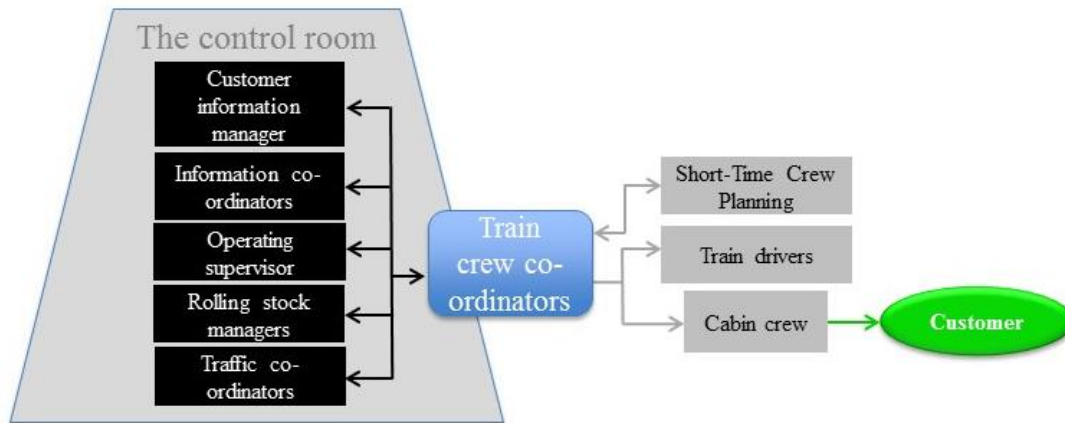 The control room
Customer
information
manager
Information co-
ordinators
Operating
supervisor
Rolling stock
managers
Traffic co-
ordinators
Train
crew co-
ordinators
Short-Time Crew
Planning
Train drivers
Cabin crew
Customer